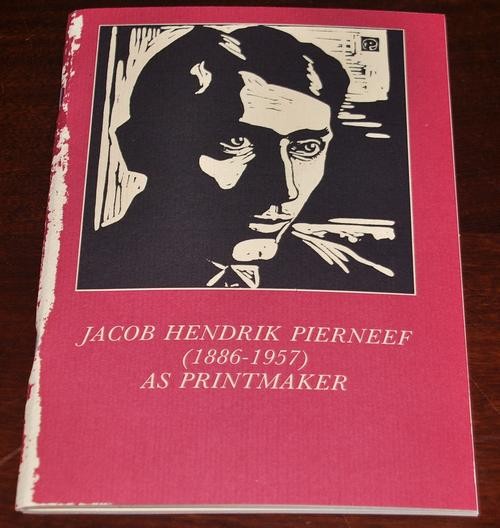 JACOB HENDRIK PIERNEEF
(1886-1957)
AS PRINTMAKER